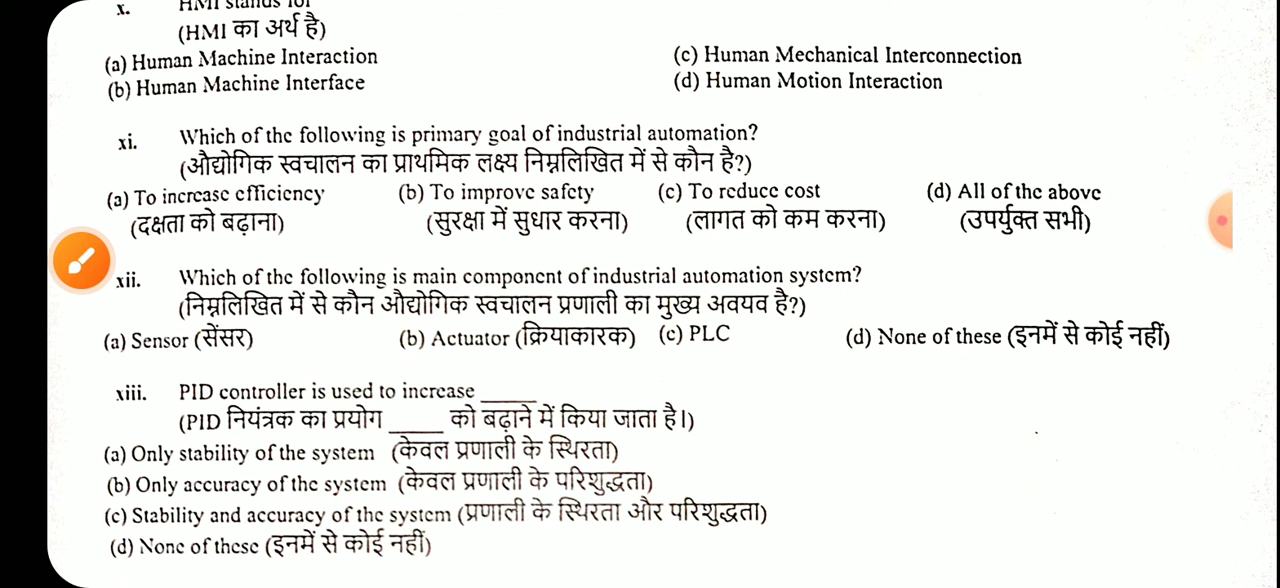 x. HMI stands for
(HMI का अर्थ है)
(a) Human Machine Interaction (c) Human Mechanical Interconnection
(b) Human Machine Interface (d) Human Motion Interaction
xi. Which of the following is primary goal of industrial automation?
(औद्योगिक स्वचालन का प्राथमिक लक्ष्य निम्नलिखित में से कौन है?)
(a) To increase efficiency (b) To improve safety (c) To reduce cost (d) All of the above
(दक्षता को बढ़ाना) (सुरक्षा में सुधार करना) (लागत को कम करना) (उपर्युक्त सभी)
xii. Which of the following is main component of industrial automation system?
(निम्नलिखित में से कौन औद्योगिक स्वचालन प्रणाली का मुख्य अवयव है?)
(a) Sensor (सेंसर) (b) Actuator (क्रियाकारक) (c) PLC (d) None of these (इनमें से कोई नहीं)
xiii. PID controller is used to increase _____
(PID नियंत्रक का प्रयोग _____ को बढ़ाने में किया जाता है।)
(a) Only stability of the system (केवल प्रणाली के स्थिरता)
(b) Only accuracy of the system (केवल प्रणाली के परिशुद्धता)
(c) Stability and accuracy of the system (प्रणाली के स्थिरता और परिशुद्धता)
(d) None of these (इनमें से कोई नहीं)